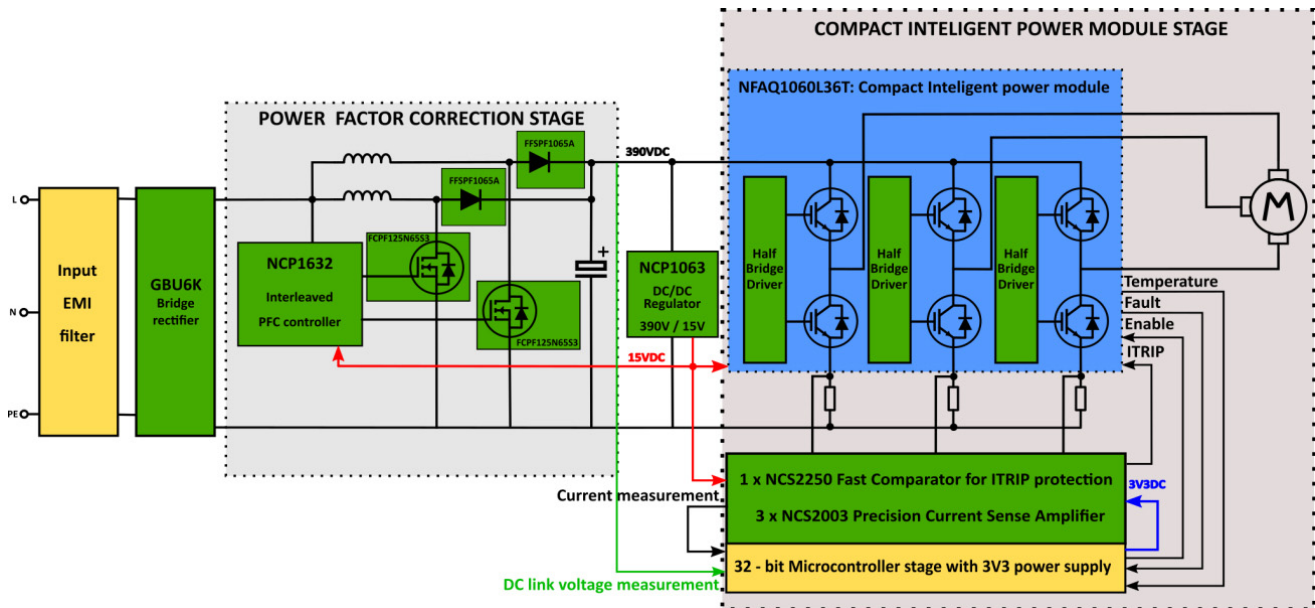 COMPACT INTELIGENT POWER MODULE STAGE
NFAQ1060L36T: Compact Inteligent power module
POWER FACTOR CORRECTION STAGE
FFSPF1065A
FFSPF1065A
390VDC
L
N
PE
Input
EMI
filter
GBU6K
Bridge
rectifier
FCPF125N65S3
NCP1632
Interleaved
PFC controller
FCPF125N65S3
+
15VDC
NCP1063
DC/DC
Regulator
390V / 15V
Half
Bridge
Driver
Half
Bridge
Driver
Half
Bridge
Driver
M
Temperature
Fault
Enable
ITRIP
Current measurement
1 x NCS2250 Fast Comparator for ITRIP protection
3 x NCS2003 Precision Current Sense Amplifier
3V3DC
32 - bit Microcontroller stage with 3V3 power supply
DC link voltage measurement